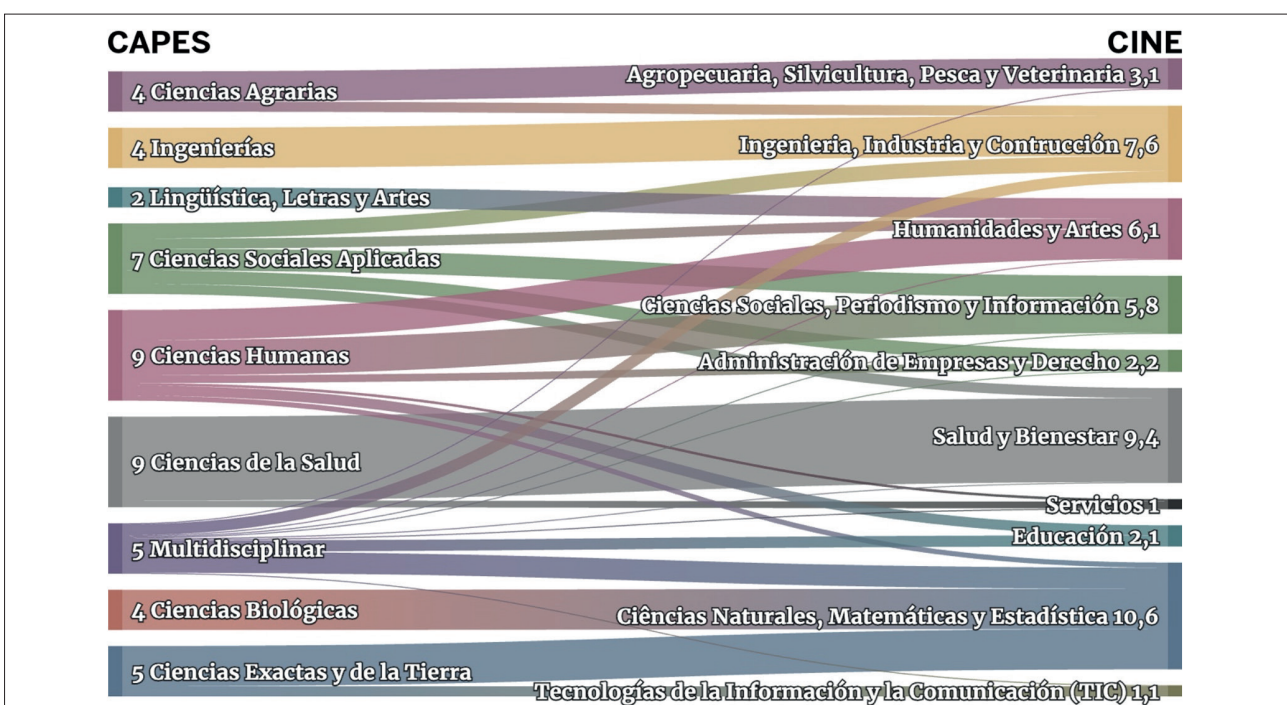 CAPES
CINE
4 Ciencias Agrarias
4 Ingenierías
2 Lingüística, Letras y Artes
7 Ciencias Sociales Aplicadas
9 Ciencias Humanas
9 Ciencias de la Salud
5 Multidisciplinar
4 Ciencias Biológicas
5 Ciencias Exactas y de la Tierra
Agropecuaria, Silvicultura, Pesca y Veterinaria 3,1
Ingenieria, Industria y Contrucción 7,6
Humanidades y Artes 6,1
Ciencias Sociales, Periodismo y Información 5,8
Administración de Empresas y Derecho 2,2
Salud y Bienestar 9,4
Servicios 1
Educación 2,1
Ciências Naturales, Matemáticas y Estadística 10,6
Tecnologías de la Información y la Comunicación (TIC) 1,1